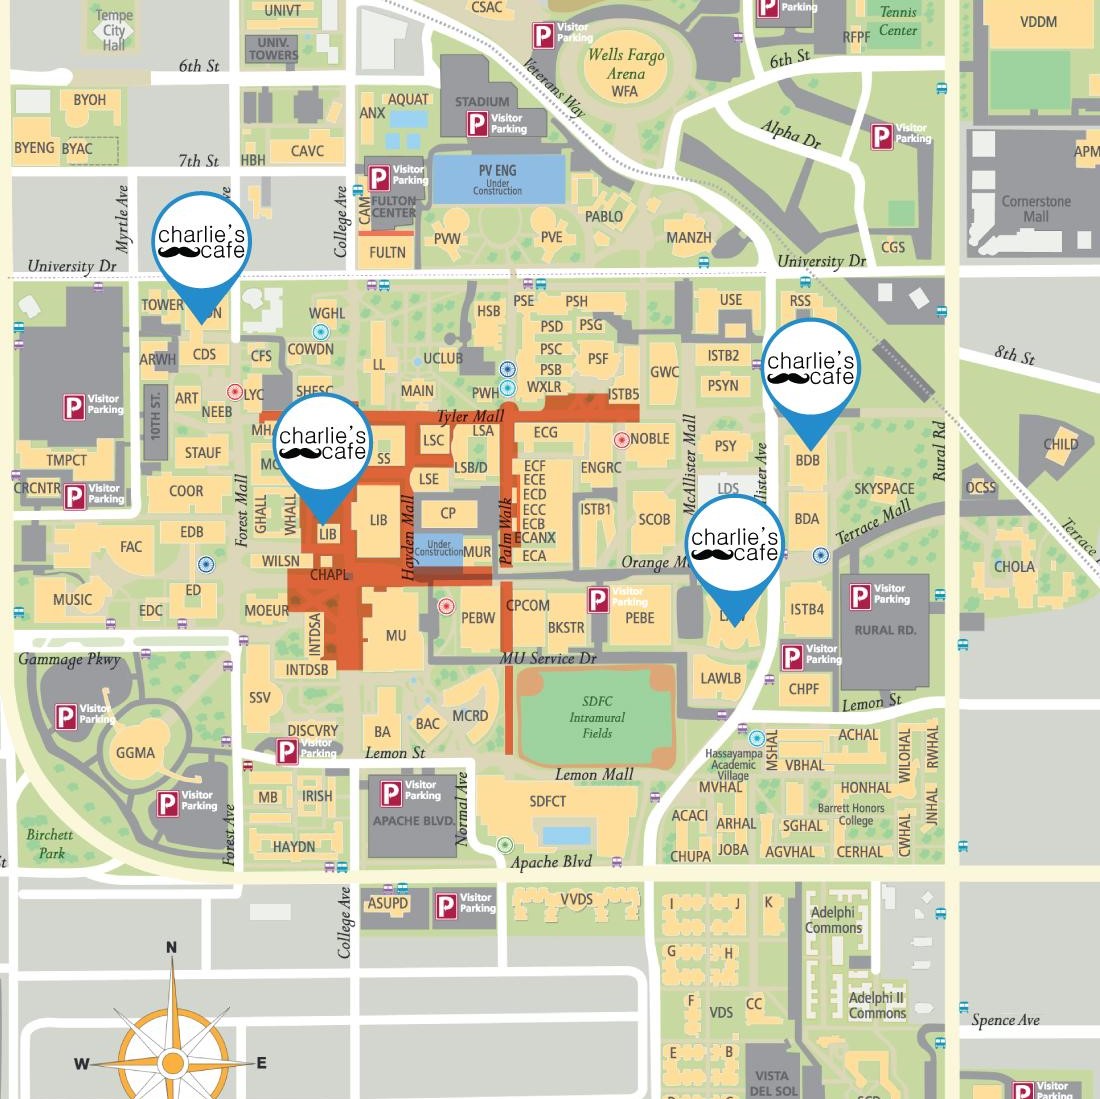 Tempe
City
Hall
UNIVT
UNIV.
TOWERS
CSAC
Visitor
Parking
Wells Fargo
Arena
WFA
Parking
RFPF
Tennis
Center
VDDM
6th St
6th St
Veterans Way
BYOH
ANX
AQUAT
STADIUM
Visitor
Parking
Alpha Dr
Visitor
Parking
BYENG
BYAC
7th St
HBH
CAVC
Visitor
Parking
FULTON
CENTER
CAM
PV ENG
Under
Construction
APM
Cornerstone
Mall
Myrtle Ave
College Ave
FULTN
PVW
PVE
PABLO
MANZH
CGS
charlie's
cafe
University Dr
University Dr
TOWER
WGHL
COWDN
HSB
PSE
PSH
PSD
PSG
PSC
PSB
PSF
USE
RSS
8th St
ARWH
CDS
CFS
LL
UCLUB
MAIN
PWH
WXLR
ISTB5
GWC
ISTB2
PSYN
charlie's
cafe
Visitor
Parking
10TH ST.
ART
NEEB
LYC
Tyler Mall
charlie's
cafe
STAUF
SS
LSC
LSA
LSE
LSB/D
ECG
ECF
ECE
ECD
ECC
ECB
ECANX
ECA
ENGRC
NOBLE
McAllister Mall
PSY
LDS
BDB
Rural Rd
CHILD
TMPCT
CRCNTR
Visitor
Parking
COOR
Forest Mall
GHALL
WHALL
LIB
LIB
Hayden Mall
CP
Palm Walk
ISTB1
SCOB
charlie's
cafe
BDA
SKYSPACE
Terrace Mall
OCSS
FAC
EDB
ED
EDC
MUSIC
WILSN
CHAPL
Under
Construction
MUR
CHOLA
MOEUR
INTDSA
INTDSB
MU
PEBW
CPCOM
BKSTR
Visitor
Parking
PEBE
ISTB4
Visitor
Parking
RURAL RD.
Gammage Pkwy
MU Service Dr
Visitor
Parking
LAWLB
CHPF
Lemon St
SSV
Visitor
Parking
GGMA
DISCVRY
Visitor
Parking
BA
BAC
MCRD
SDFC
Intramural
Fields
Lemon St
Lemon Mall
Hassayampa
Academic
Village
MSHAL
ACHAL
VBHAL
WILOHAL
RWHAL
Visitor
Parking
MB
IRISH
HAYDN
Forest Ave
Visitor
Parking
APACHE BLVD.
Normal Ave
SDFCT
MVHAL
HONHAL
ACACI
ARHAL
SGHAL
Barrett Honors
College
CWHAL
JNHAL
CHUPA
JOBA
AGVHAL
CERHAL
Birchett
Park
Apache Blvd
College Ave
ASUPD
Visitor
Parking
VVDS
I
J
K
G
H
F
VDS
CC
E
B
Adelphi
Commons
Adelphi II
Commons
Spence Ave
N
W
E
VISTA
DEL SOL
Visitor
Parking